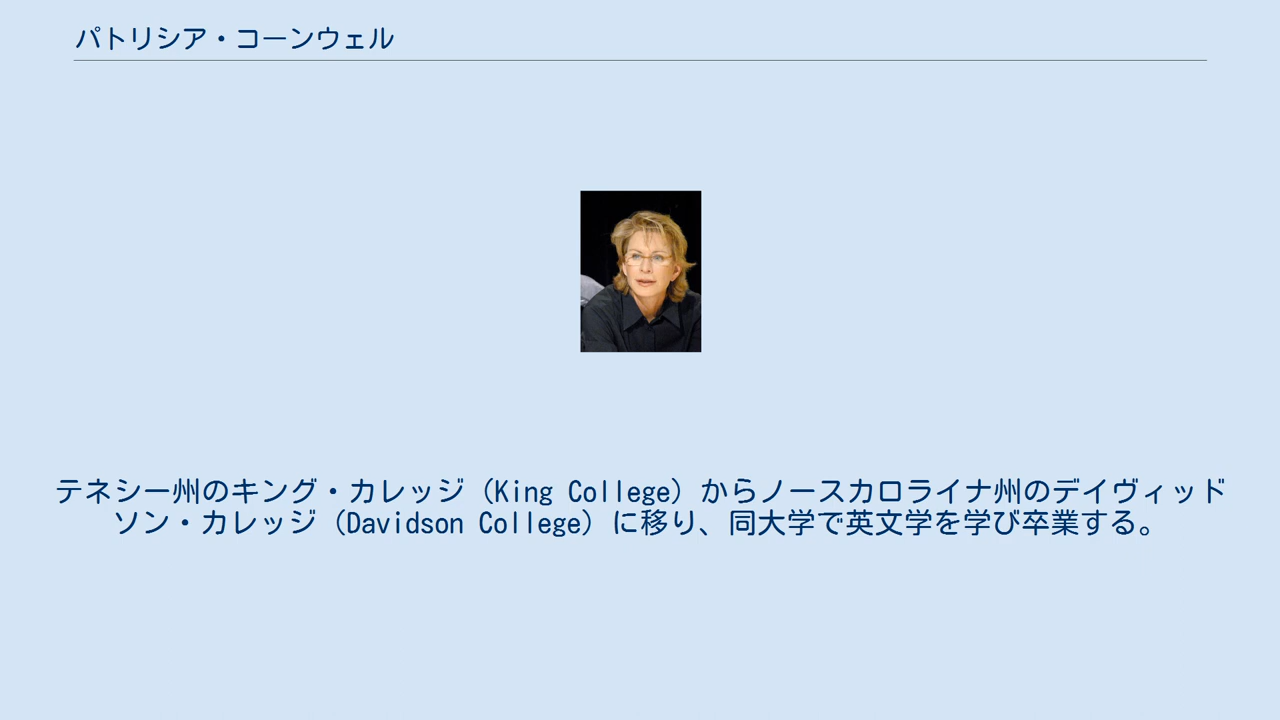 パトリシア・コーンウェル
テネシー州のキング・カレッジ（King College）からノースカロライナ州のデイヴィッド
ソン・カレッジ（Davidson College）に移り、同大学で英文学を学び卒業する。